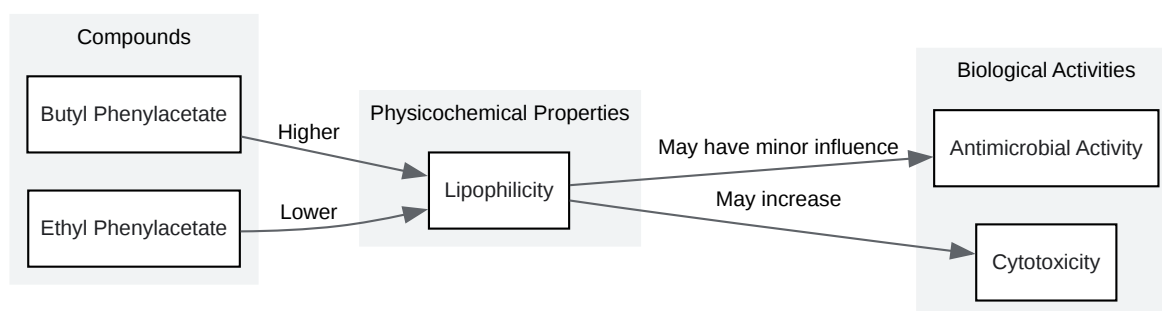 Compounds
Butyl Phenylacetate
Ethyl Phenylacetate
Higher
Lower
Physicochemical Properties
Lipophilicity
May have minor influence
May increase
Biological Activities
Antimicrobial Activity
Cytotoxicity